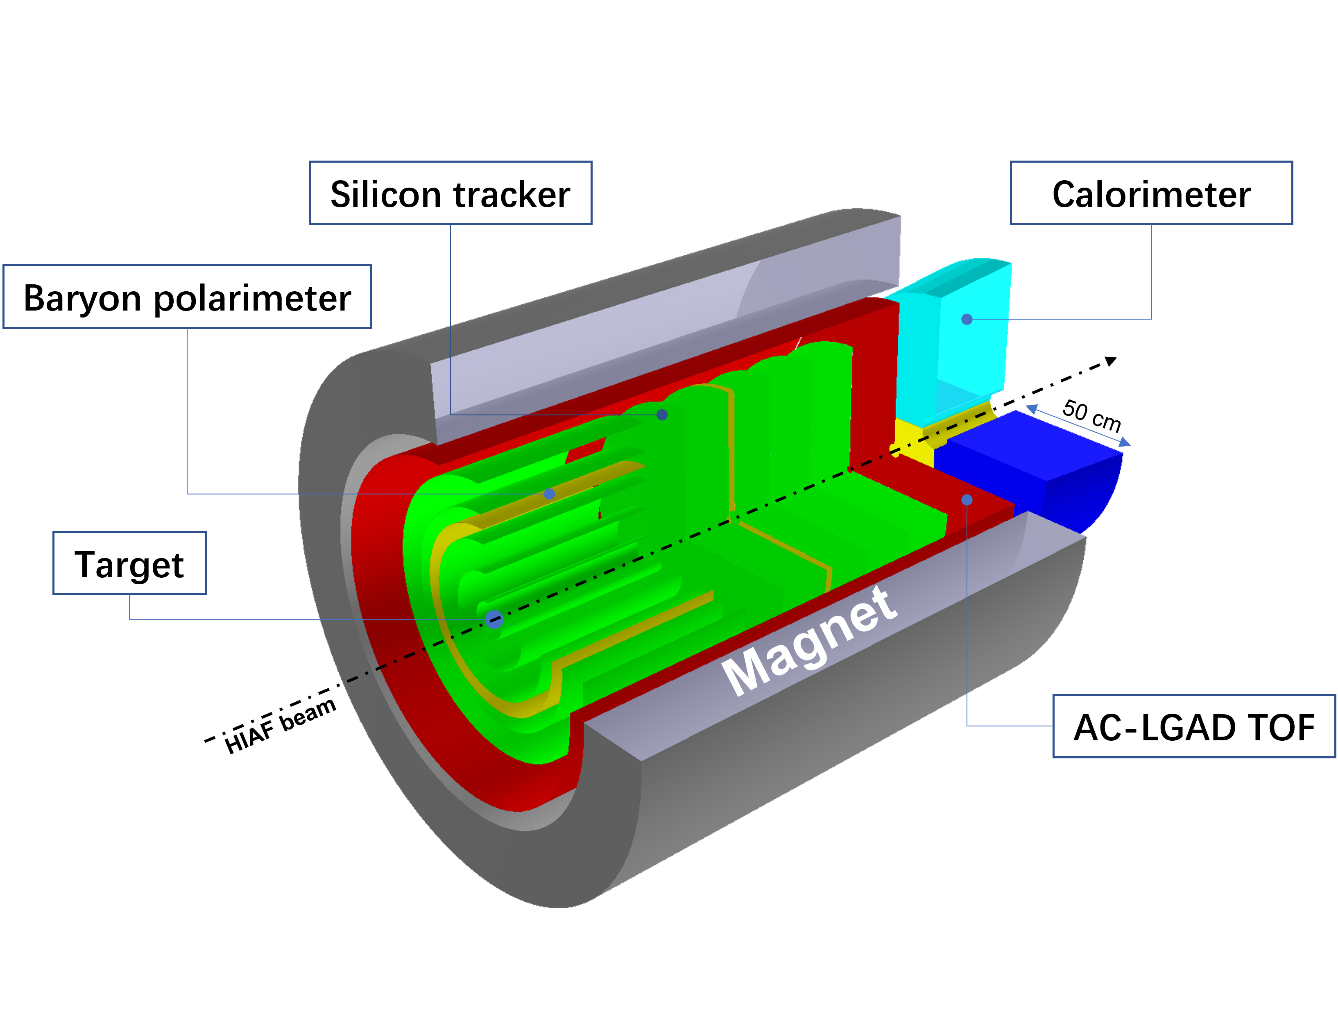 Silicon tracker
Calorimeter
Baryon polarimeter
50 cm
Target
Magnet
HIAF beam
AC-LGAD TOF